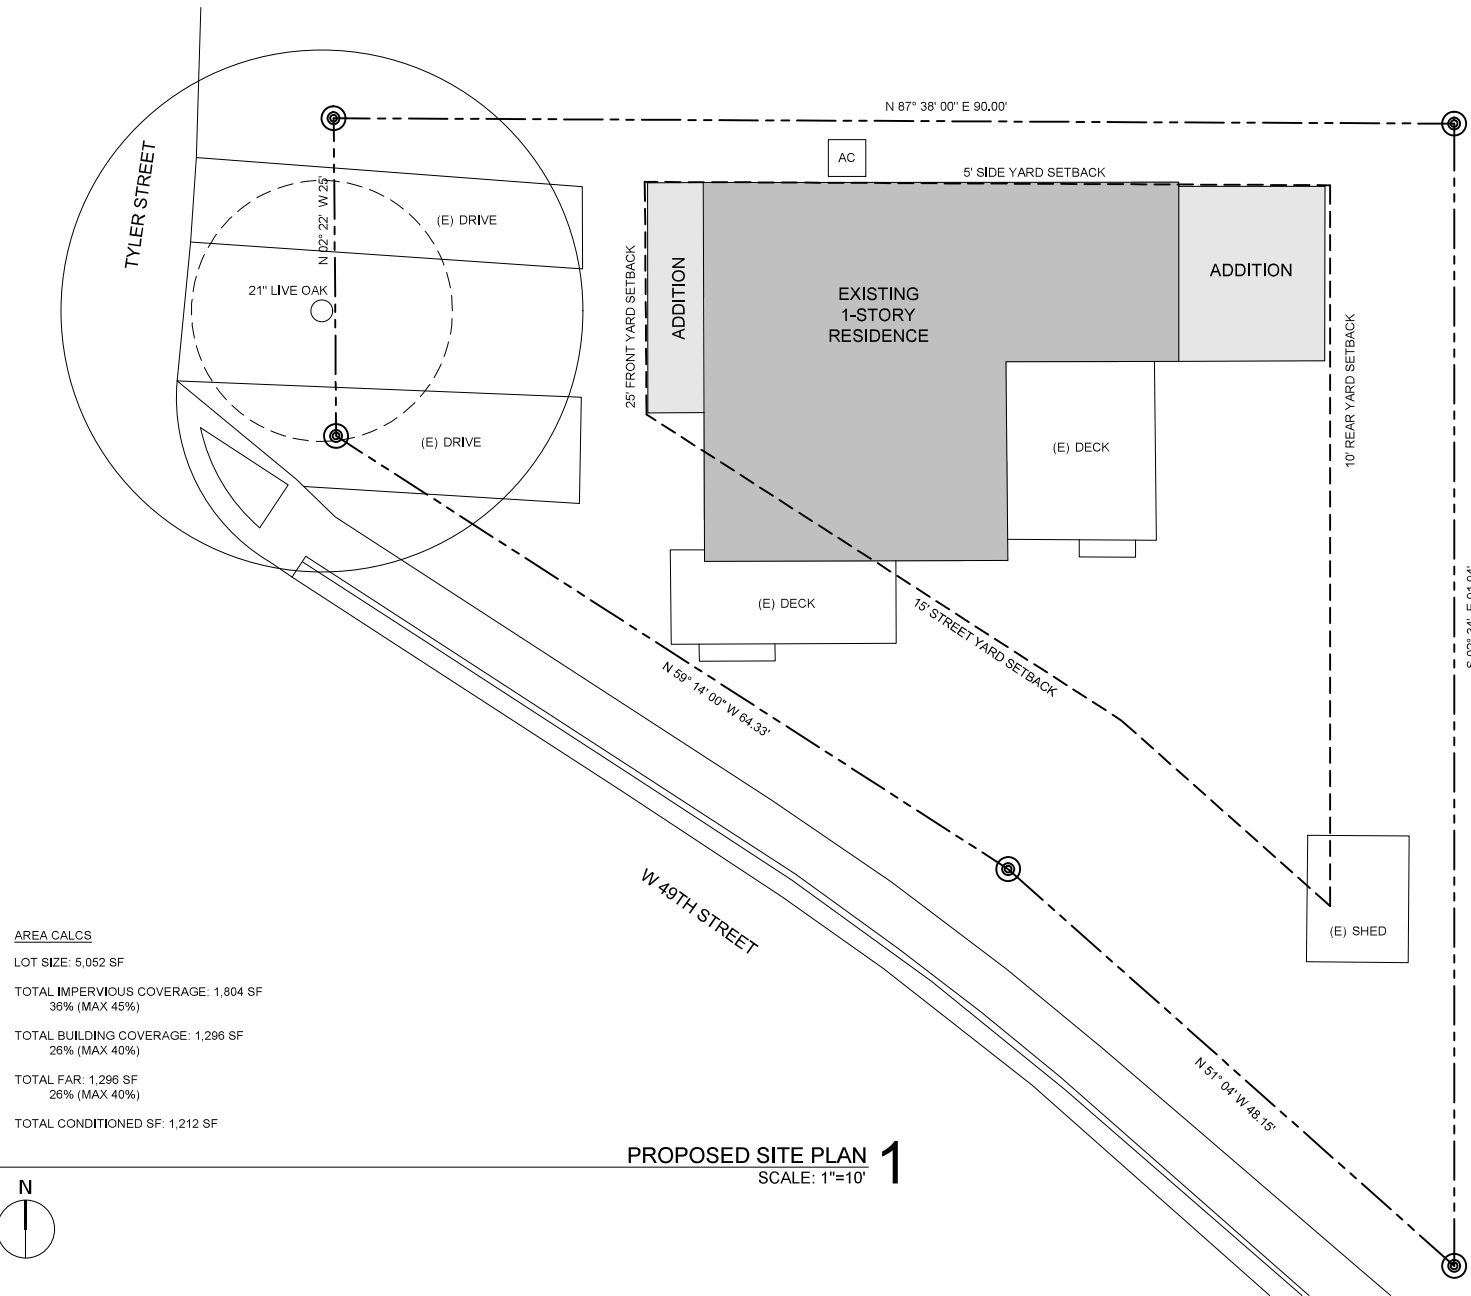 N 87° 38' 00" E 90.00'
AC
5' SIDE YARD SETBACK
TYLER STREET
N 02° 22' W 25'
(E) DRIVE
21" LIVE OAK
25' FRONT YARD SETBACK
ADDITION
EXISTING
1-STORY
RESIDENCE
ADDITION
10' REAR YARD SETBACK
(E) DRIVE
(E) DECK
(E) DECK
15' STREET YARD SETBACK
N 59° 14' 00" W 64.33'
W 49TH STREET
(E) SHED
N 51° 04' W 48.15'
AREA CALCS
LOT SIZE: 5,052 SF
TOTAL IMPERVIOUS COVERAGE: 1,804 SF
36% (MAX 45%)
TOTAL BUILDING COVERAGE: 1,296 SF
26% (MAX 40%)
TOTAL FAR: 1,296 SF
26% (MAX 40%)
TOTAL CONDITIONED SF: 1,212 SF
PROPOSED SITE PLAN 1
SCALE: 1"=10'
N